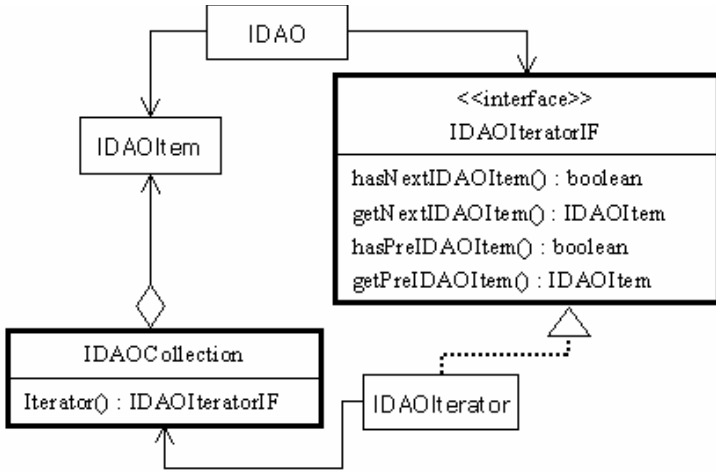 IDAO
<<interface>>
IDAOIteratorIF
IDAOItem
hasNextIDAOItem() : boolean
getNextIDAOItem() : IDAOItem
hasPreIDAOItem() : boolean
getPreIDAOItem() : IDAOItem
IDAOCollection
Iterator() : IDAOIteratorIF
IDAOIterator